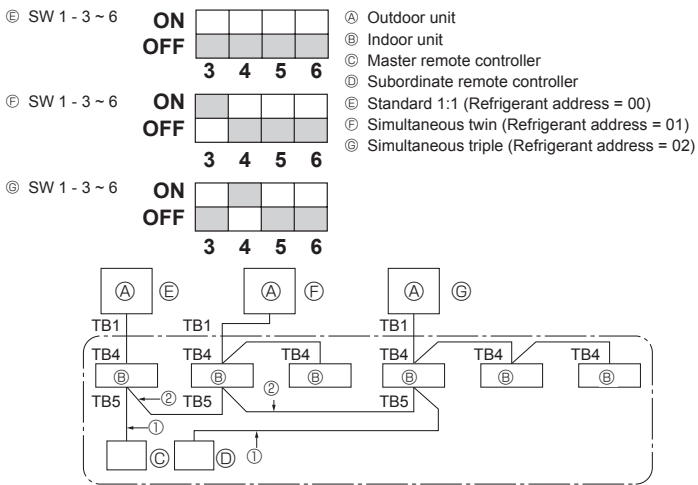 Ⓔ SW 1 - 3 ~ 6 ON
OFF
3 4 5 6
Ⓕ SW 1 - 3 ~ 6 ON
OFF
3 4 5 6
Ⓖ SW 1 - 3 ~ 6 ON
OFF
3 4 5 6
Ⓐ Outdoor unit
Ⓑ Indoor unit
Ⓒ Master remote controller
Ⓓ Subordinate remote controller
Ⓔ Standard 1:1 (Refrigerant address = 00)
Ⓕ Simultaneous twin (Refrigerant address = 01)
Ⓖ Simultaneous triple (Refrigerant address = 02)
Ⓐ Ⓔ Ⓐ Ⓕ Ⓐ Ⓖ
TB1 TB1 TB1
TB4 TB4 TB4 TB4 TB4 TB4
Ⓑ Ⓑ Ⓑ Ⓑ Ⓑ Ⓑ
TB5 ② TB5 ② TB5
① ①
Ⓒ Ⓓ